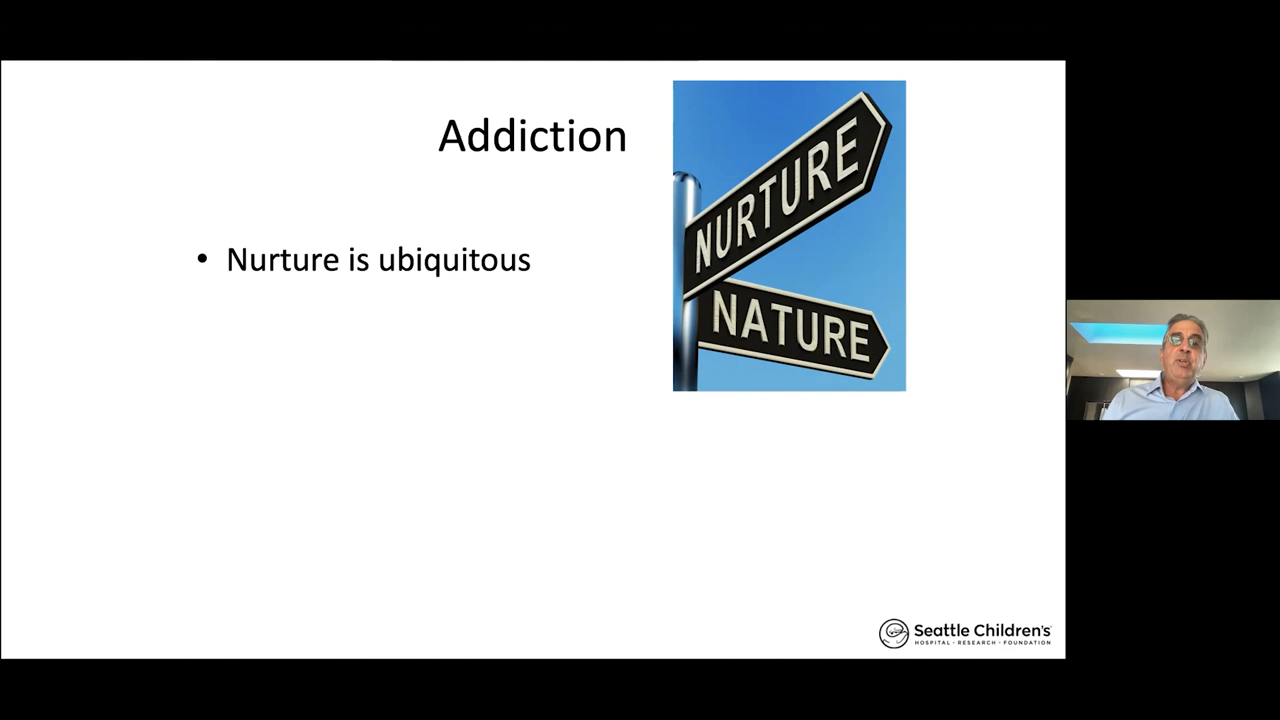 Addiction
• Nurture is ubiquitous
NURTURE
NATURE
Seattle Children's
HOSPITAL • RESEARCH • FOUNDATION